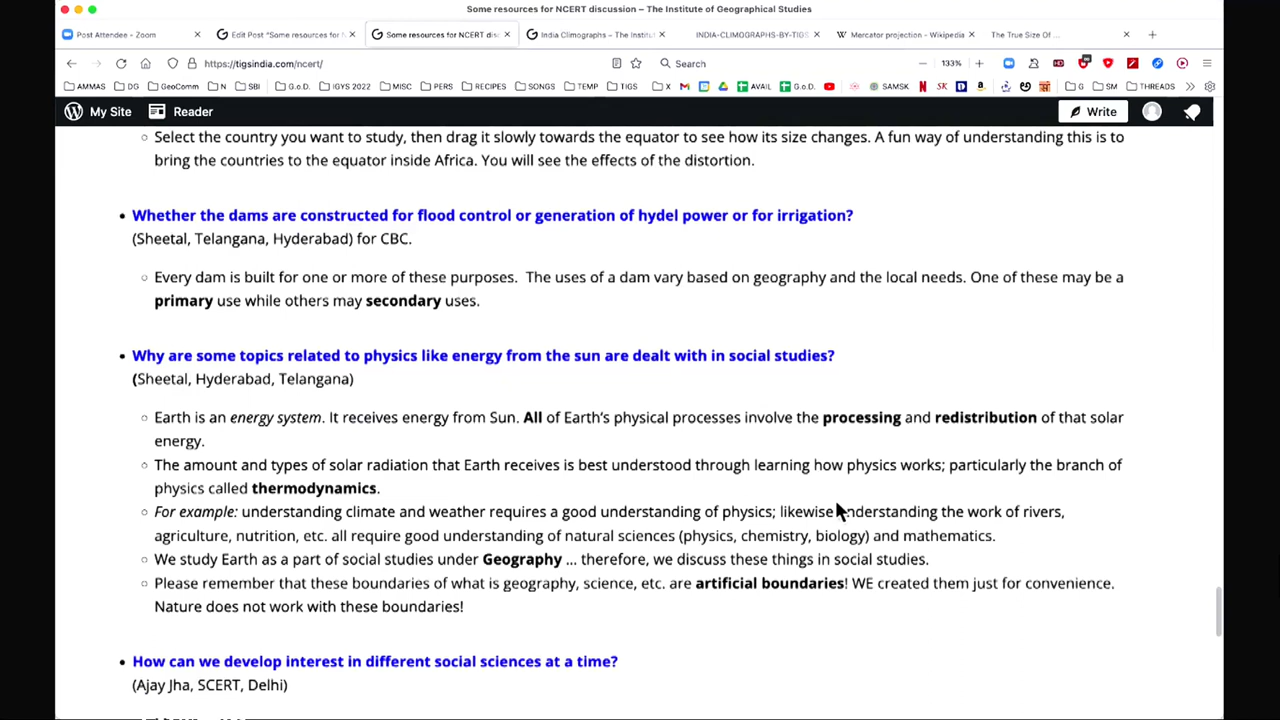 Some resources for NCERT discussion – The Institute of Geographical Studies
Post Attendee - Zoom
Edit Post "Some resources for N
Some resources for NCERT disc
India Climographs – The Institut
INDIA-CLIMOGRAPHS-BY-TIGS
Mercator projection - Wikipedia
The True Size Of ...
https://tigsindia.com/ncert/
Search
133%
AMMAS DG GeoComm N SBI G.o.D. IGYS 2022 MISC PERS RECIPES SONGS TEMP TIGS X AVAIL G.o.D. SAMSK G SM THREADS
My Site Reader Write
Select the country you want to study, then drag it slowly towards the equator to see how its size changes. A fun way of understanding this is to
bring the countries to the equator inside Africa. You will see the effects of the distortion.
Whether the dams are constructed for flood control or generation of hydel power or for irrigation?
(Sheetal, Telangana, Hyderabad) for CBC.
Every dam is built for one or more of these purposes. The uses of a dam vary based on geography and the local needs. One of these may be a
primary use while others may secondary uses.
Why are some topics related to physics like energy from the sun are dealt with in social studies?
(Sheetal, Hyderabad, Telangana)
Earth is an energy system. It receives energy from Sun. All of Earth's physical processes involve the processing and redistribution of that solar
energy.
The amount and types of solar radiation that Earth receives is best understood through learning how physics works; particularly the branch of
physics called thermodynamics.
For example: understanding climate and weather requires a good understanding of physics; likewise understanding the work of rivers,
agriculture, nutrition, etc. all require good understanding of natural sciences (physics, chemistry, biology) and mathematics.
We study Earth as a part of social studies under Geography ... therefore, we discuss these things in social studies.
Please remember that these boundaries of what is geography, science, etc. are artificial boundaries! WE created them just for convenience.
Nature does not work with these boundaries!
How can we develop interest in different social sciences at a time?
(Ajay Jha, SCERT, Delhi)